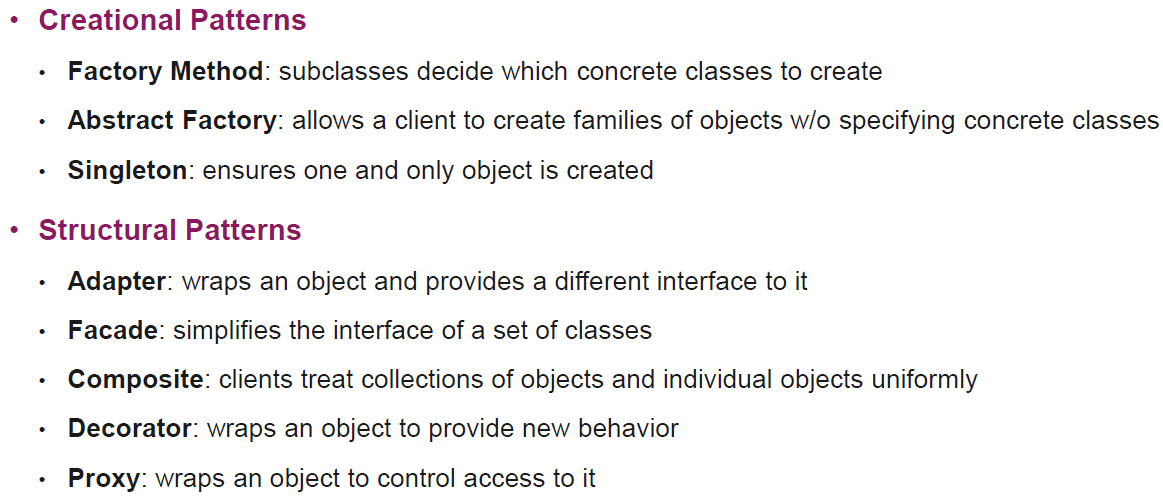 • Creational Patterns
• Factory Method: subclasses decide which concrete classes to create
• Abstract Factory: allows a client to create families of objects w/o specifying concrete classes
• Singleton: ensures one and only object is created
• Structural Patterns
• Adapter: wraps an object and provides a different interface to it
• Facade: simplifies the interface of a set of classes
• Composite: clients treat collections of objects and individual objects uniformly
• Decorator: wraps an object to provide new behavior
• Proxy: wraps an object to control access to it